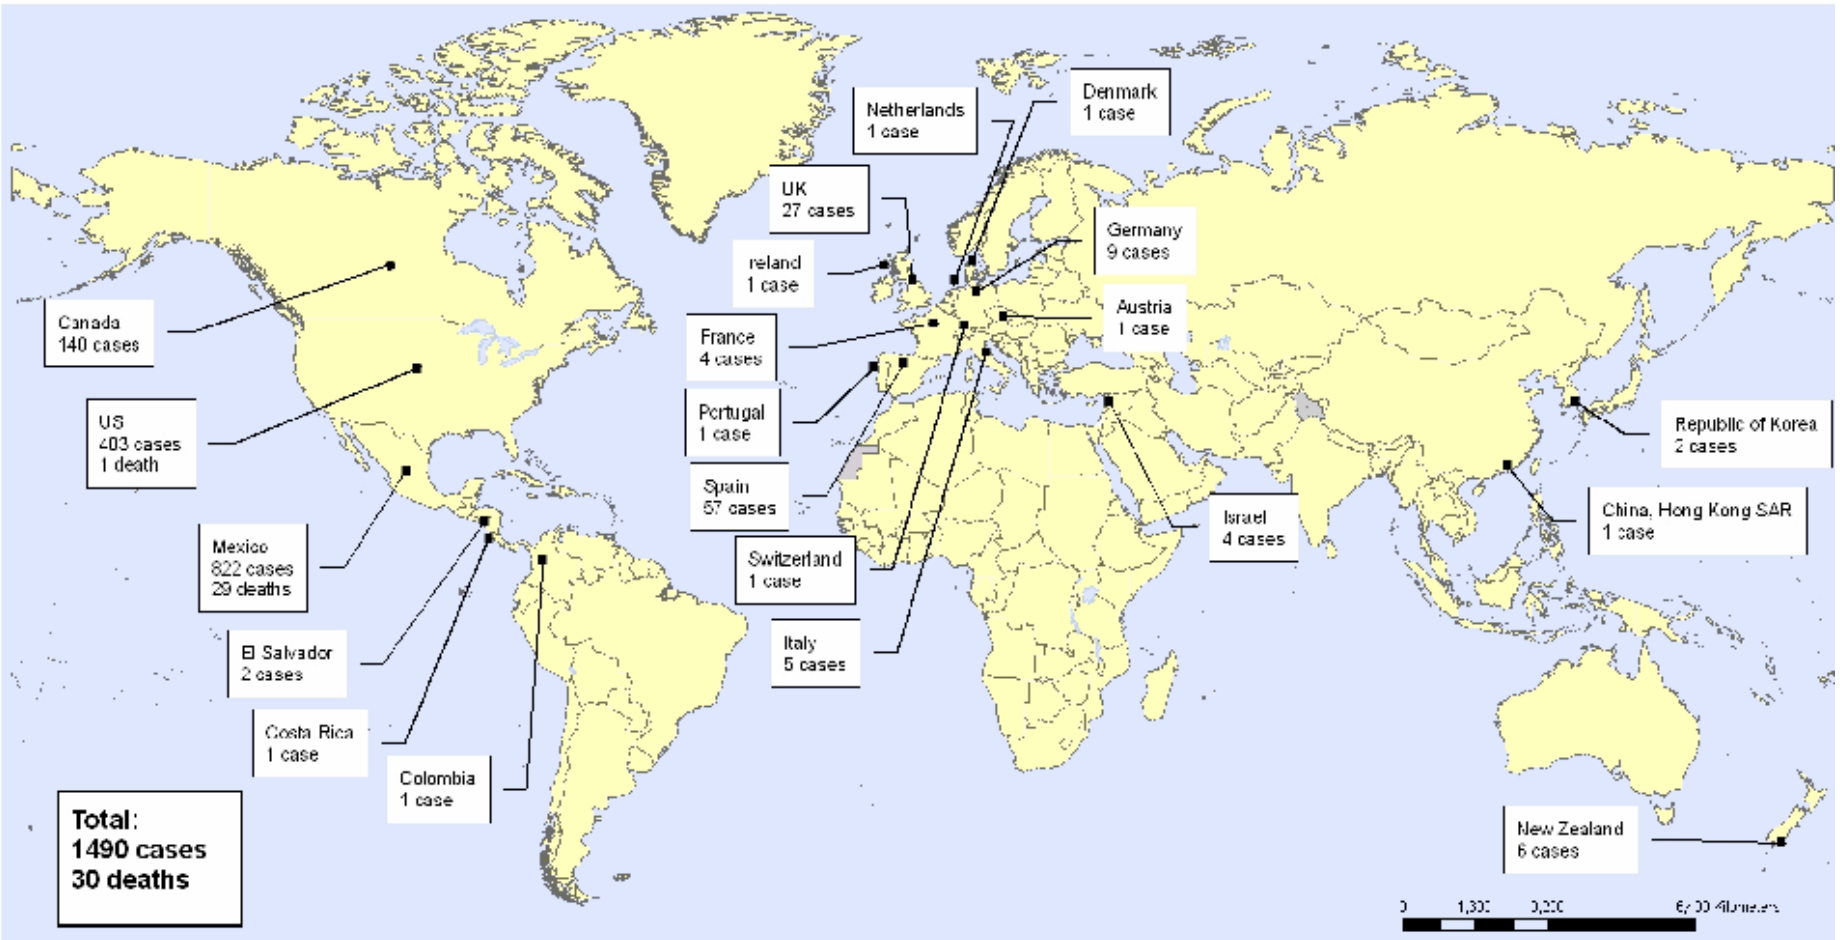 Denmark
1 case
Netherlands
1 case
UK
27 cases
Germany
9 cases
Ireland
1 case
Canada
140 cases
Austria
1 case
France
4 cases
US
403 cases
1 death
Portugal
1 case
Republic of Korea
2 cases
Spain
57 cases
Israel
4 cases
China, Hong Kong SAR
1 case
Mexico
822 cases
29 deaths
Switzerland
1 case
El Salvador
2 cases
Italy
5 cases
Costa Rica
1 case
Colombia
1 case
Total:
1490 cases
30 deaths
New Zealand
6 cases
0 Kilometers